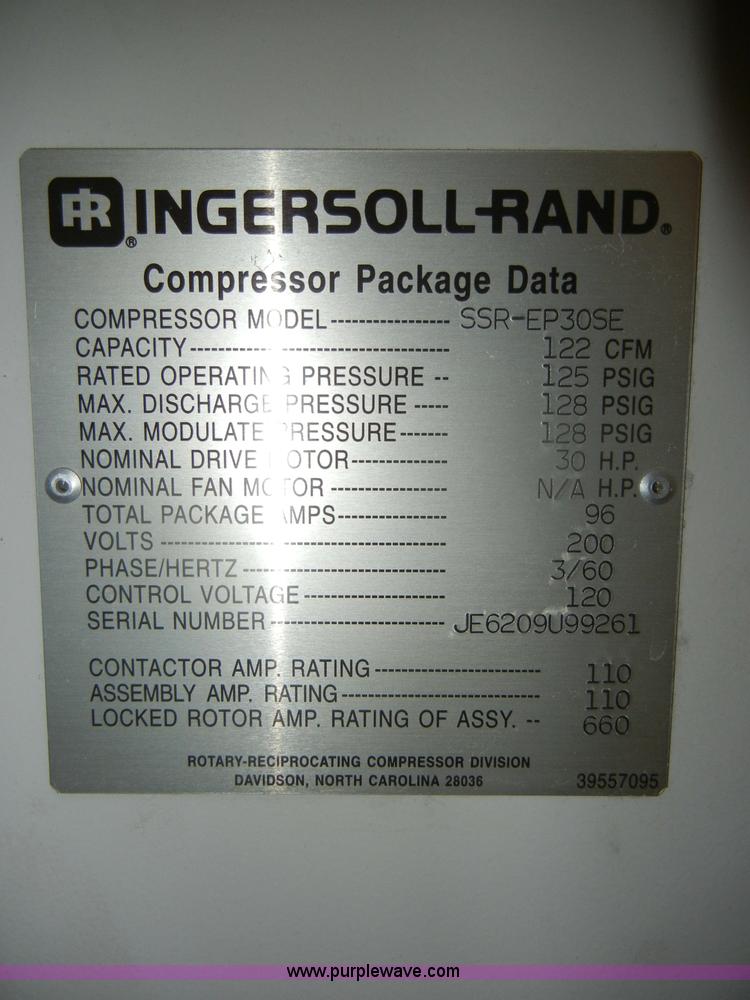 IR® INGERSOLL-RAND®
Compressor Package Data
COMPRESSOR MODEL ----------------- SSR-EP30SE
CAPACITY ------------------------------------- 122 CFM
RATED OPERATING PRESSURE -- 125 PSIG
MAX. DISCHARGE PRESSURE ----- 128 PSIG
MAX. MODULATE PRESSURE ------- 128 PSIG
NOMINAL DRIVE MOTOR -------------- 30 H.P.
NOMINAL FAN MOTOR ----------------- N/A H.P.
TOTAL PACKAGE AMPS ---------------- 96
VOLTS ----------------------------------------- 200
PHASE/HERTZ ----------------------------- 3/60
CONTROL VOLTAGE -------------------- 120
SERIAL NUMBER ------------------------- JE6209U99261
CONTACTOR AMP. RATING ------------------------ 110
ASSEMBLY AMP. RATING ---------------------------- 110
LOCKED ROTOR AMP. RATING OF ASSY. -- 660
ROTARY-RECIPROCATING COMPRESSOR DIVISION
DAVIDSON, NORTH CAROLINA 28036 39557095
www.purplewave.com